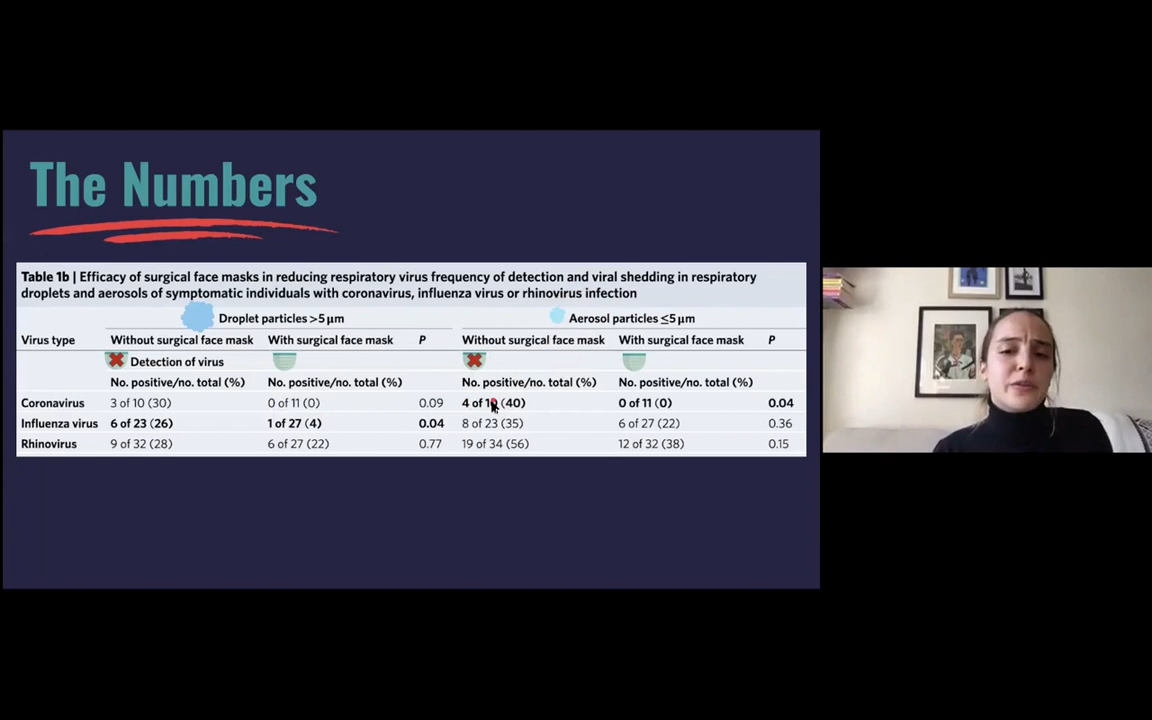 The Numbers
Table 1b | Efficacy of surgical face masks in reducing respiratory virus frequency of detection and viral shedding in respiratory
droplets and aerosols of symptomatic individuals with coronavirus, influenza virus or rhinovirus infection
Droplet particles >5 µm Aerosol particles ≤5 µm
Virus type Without surgical face mask With surgical face mask P Without surgical face mask With surgical face mask P
Detection of virus
No. positive/no. total (%) No. positive/no. total (%) No. positive/no. total (%) No. positive/no. total (%)
Coronavirus 3 of 10 (30) 0 of 11 (0) 0.09 4 of (40) 0 of 11 (0) 0.04
Influenza virus 6 of 23 (26) 1 of 27 (4) 0.04 8 of 23 (35) 6 of 27 (22) 0.36
Rhinovirus 9 of 32 (28) 6 of 27 (22) 0.77 19 of 34 (56) 12 of 32 (38) 0.15